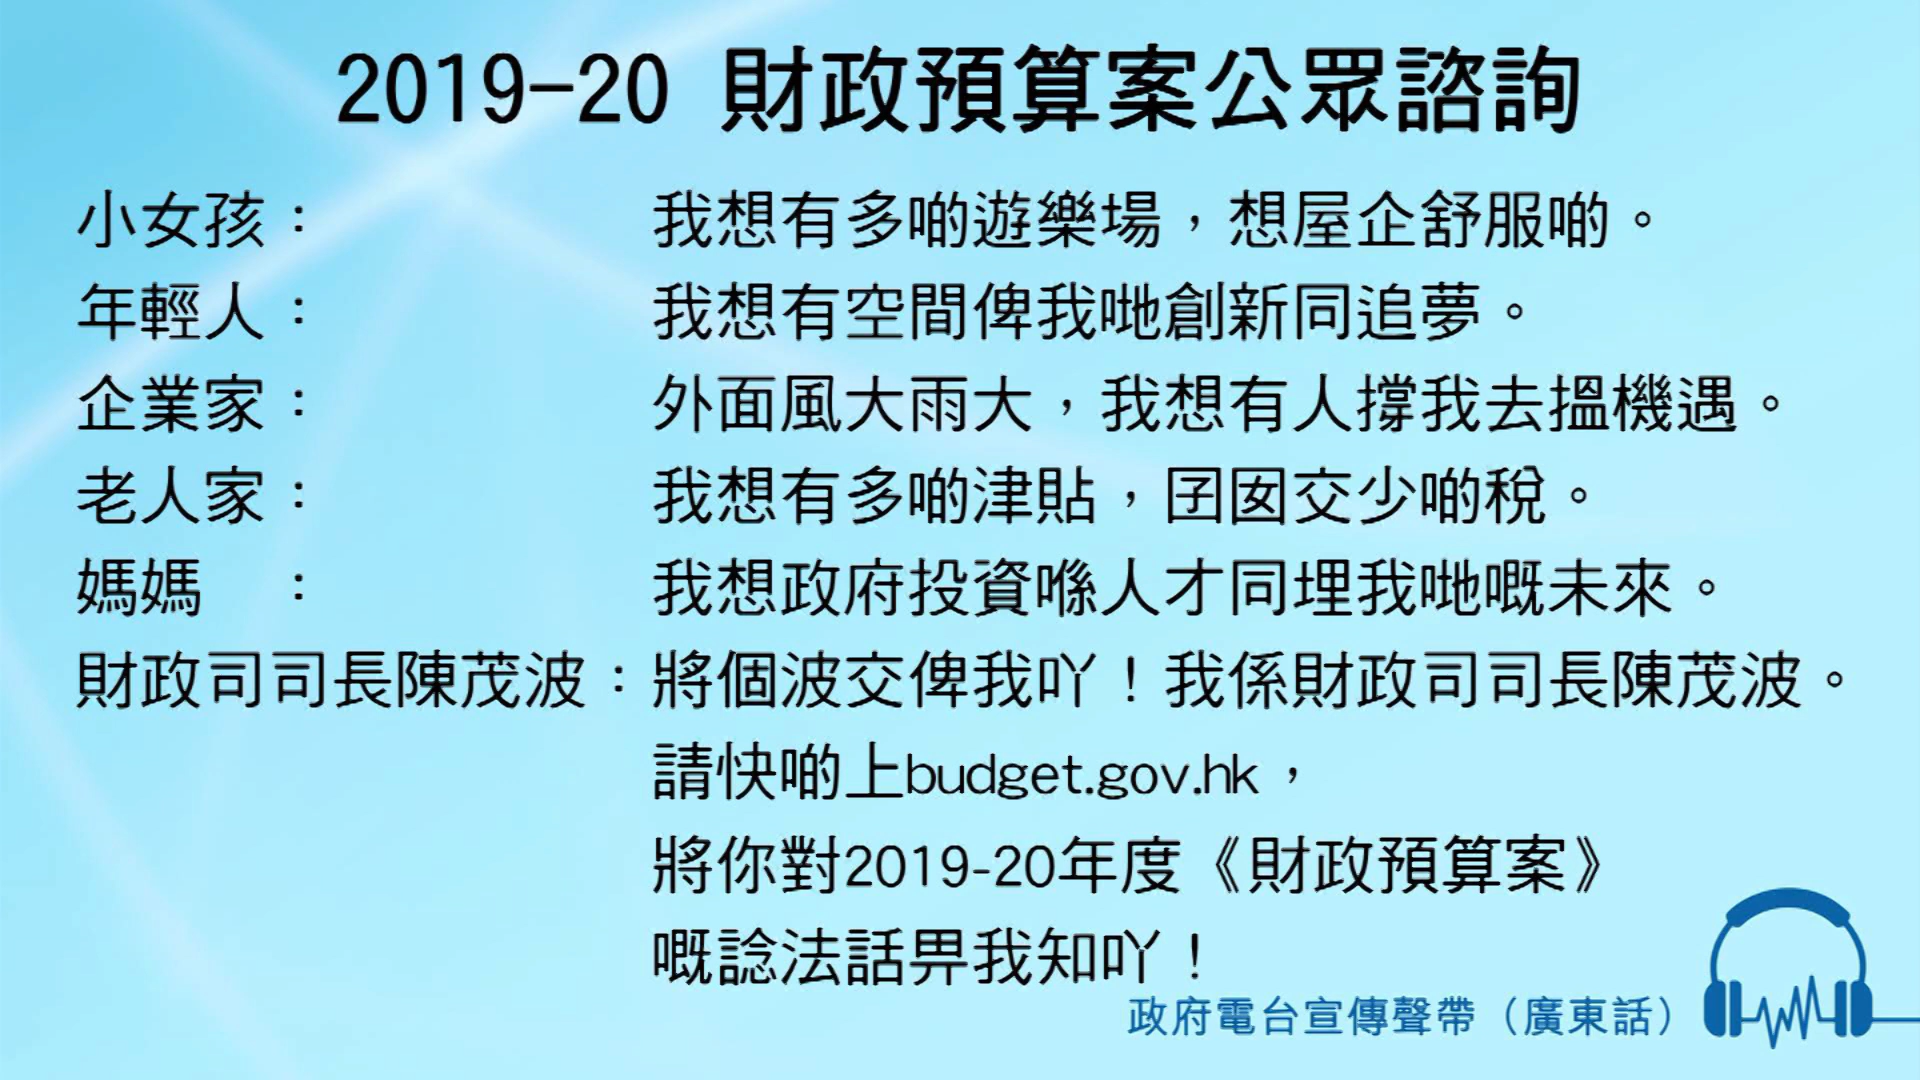 2019-20 財政預算案公眾諮詢
小女孩： 我想有多啲遊樂場，想屋企舒服啲。
年輕人： 我想有空間俾我哋創新同追夢。
企業家： 外面風大雨大，我想有人撐我去搵機遇。
老人家： 我想有多啲津貼，囝囡交少啲稅。
媽媽　： 我想政府投資喺人才同埋我哋嘅未來。
財政司司長陳茂波：將個波交俾我吖！我係財政司司長陳茂波。
請快啲上budget.gov.hk，
將你對2019-20年度《財政預算案》
嘅諗法話畀我知吖！
政府電台宣傳聲帶（廣東話）